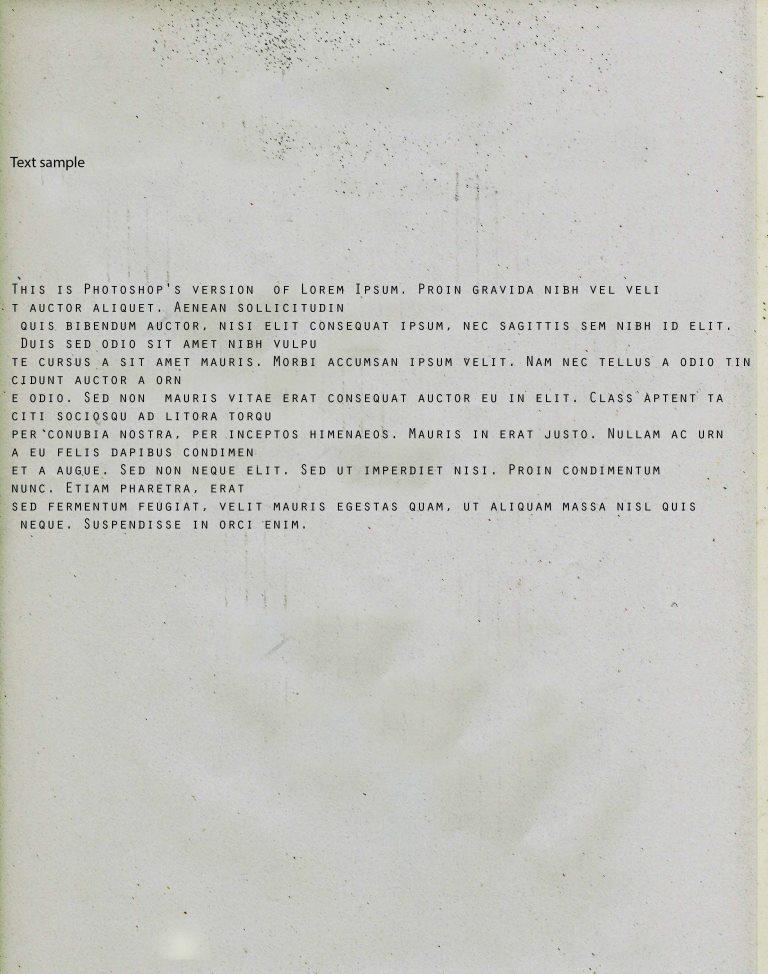 Text sample
This is Photoshop's version  of Lorem Ipsum. Proin gravida nibh vel veli
t auctor aliquet. Aenean sollicitudin
quis bibendum auctor, nisi elit consequat ipsum, nec sagittis sem nibh id elit.
Duis sed odio sit amet nibh vulpu
te cursus a sit amet mauris. Morbi accumsan ipsum velit. Nam nec tellus a odio tin
cidunt auctor a orn
e odio. Sed non  mauris vitae erat consequat auctor eu in elit. Class aptent ta
citi sociosqu ad litora torqu
per conubia nostra, per inceptos himenaeos. Mauris in erat justo. Nullam ac urn
a eu felis dapibus condimen
et a augue. Sed non neque elit. Sed ut imperdiet nisi. Proin condimentum
nunc. Etiam pharetra, erat
sed fermentum feugiat, velit mauris egestas quam, ut aliquam massa nisl quis
neque. Suspendisse in orci enim.